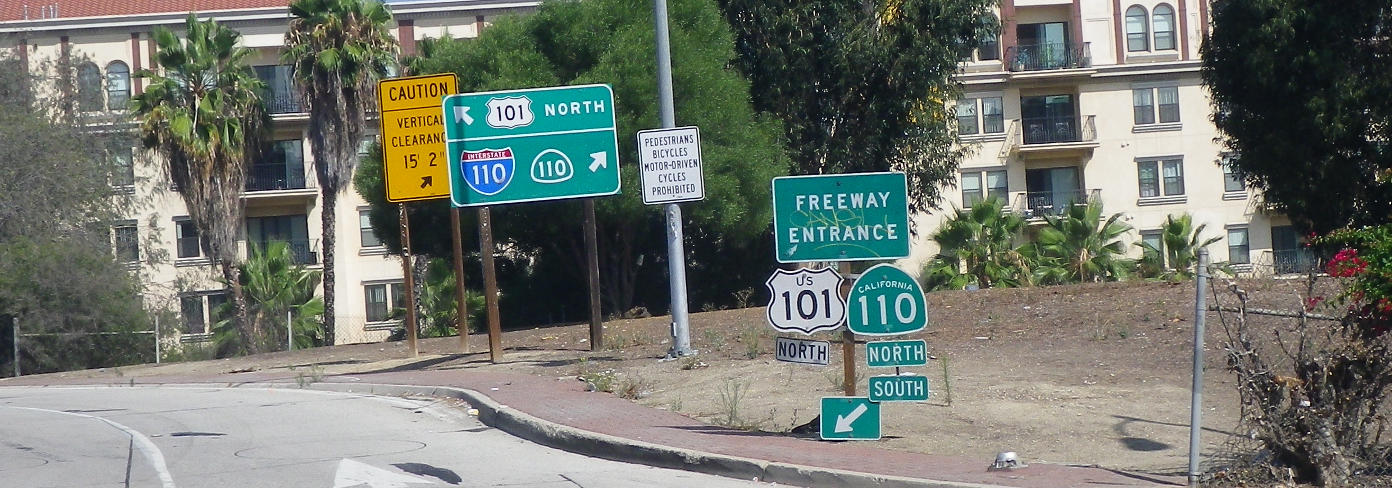 CAUTION
VERTICAL
CLEARANCE
15' 2"
101 NORTH
INTERSTATE
110
110
PEDESTRIANS
BICYCLES
MOTOR-DRIVEN
CYCLES
PROHIBITED
FREEWAY
ENTRANCE
US
101
NORTH
CALIFORNIA
110
NORTH
SOUTH